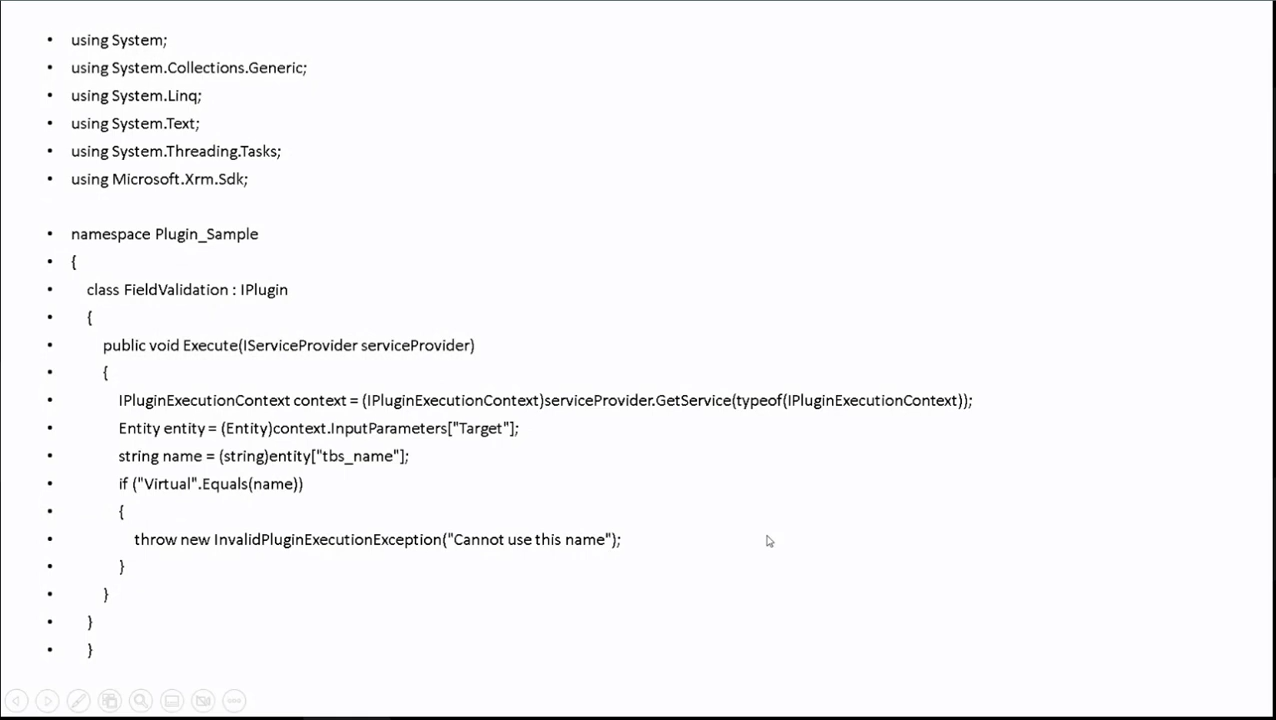 • using System;
• using System.Collections.Generic;
• using System.Linq;
• using System.Text;
• using System.Threading.Tasks;
• using Microsoft.Xrm.Sdk;
• namespace Plugin_Sample
• {
• class FieldValidation : IPlugin
• {
• public void Execute(IServiceProvider serviceProvider)
• {
• IPluginExecutionContext context = (IPluginExecutionContext)serviceProvider.GetService(typeof(IPluginExecutionContext));
• Entity entity = (Entity)context.InputParameters["Target"];
• string name = (string)entity["tbs_name"];
• if ("Virtual".Equals(name))
• {
• throw new InvalidPluginExecutionException("Cannot use this name");
• }
• }
• }
• }